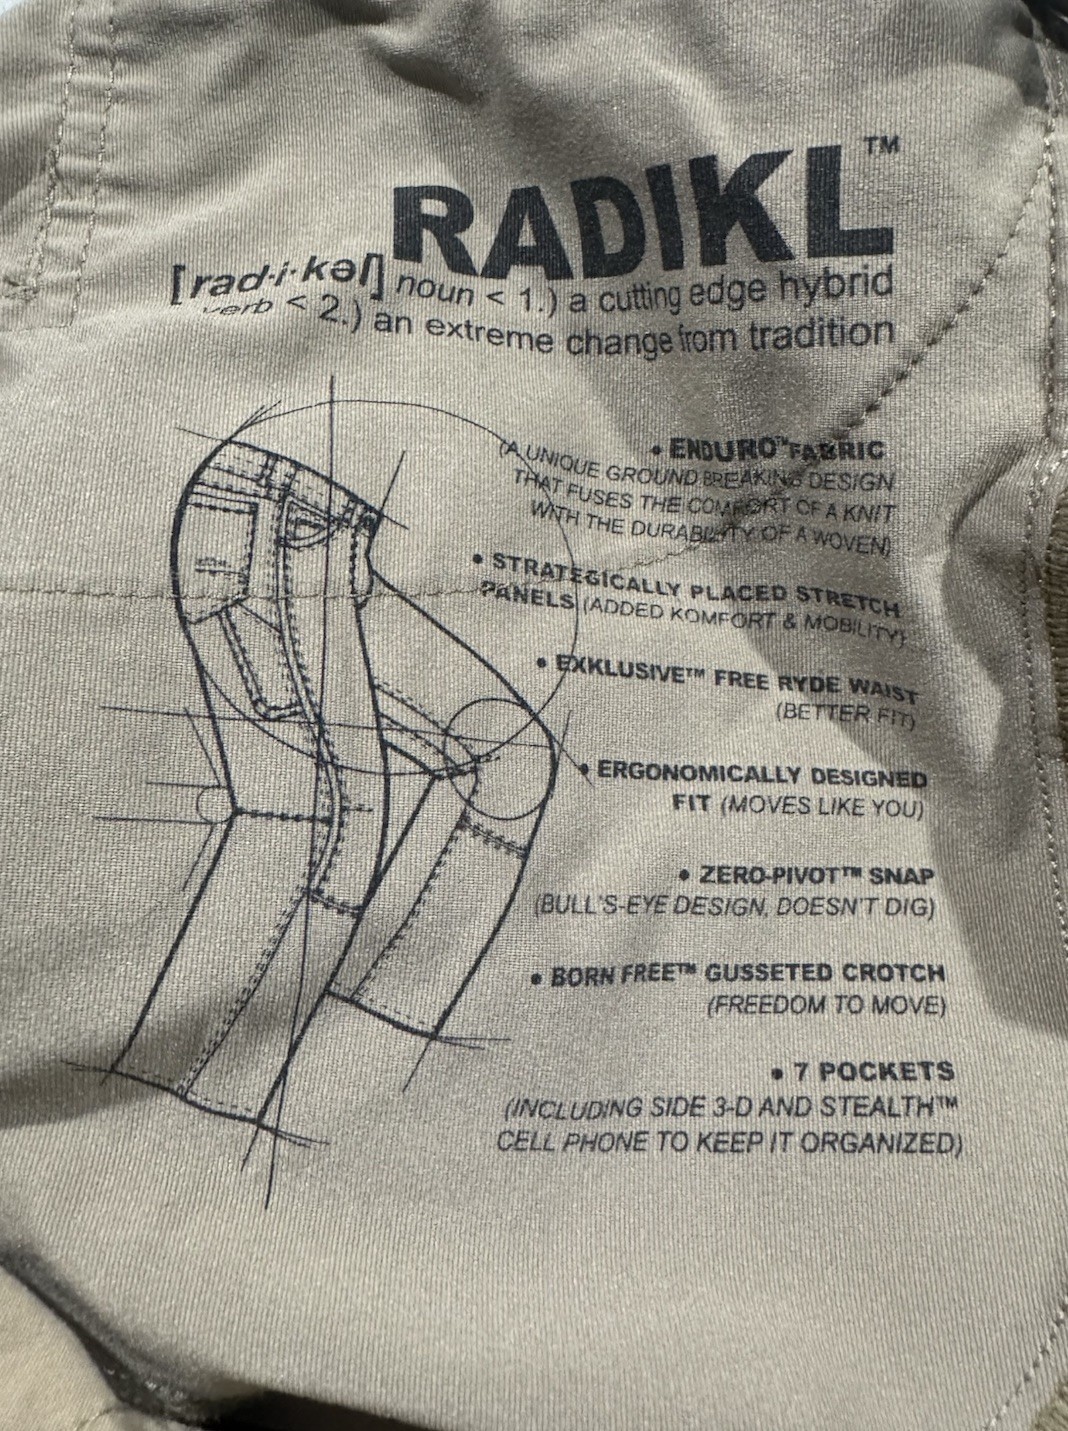 RADIKL™
[rad·i·kəl] noun < 1.) a cutting edge hybrid
verb < 2.) an extreme change from tradition
• ENDURO™ FABRIC
(A UNIQUE GROUND BREAKING DESIGN
THAT FUSES THE COMFORT OF A KNIT
WITH THE DURABILITY OF A WOVEN)
• STRATEGICALLY PLACED STRETCH
PANELS (ADDED KOMFORT & MOBILITY)
• EXKLUSIVE™ FREE RYDE WAIST
(BETTER FIT)
• ERGONOMICALLY DESIGNED
FIT (MOVES LIKE YOU)
• ZERO-PIVOT™ SNAP
(BULL'S-EYE DESIGN, DOESN'T DIG)
• BORN FREE™ GUSSETED CROTCH
(FREEDOM TO MOVE)
• 7 POCKETS
(INCLUDING SIDE 3-D AND STEALTH™
CELL PHONE TO KEEP IT ORGANIZED)